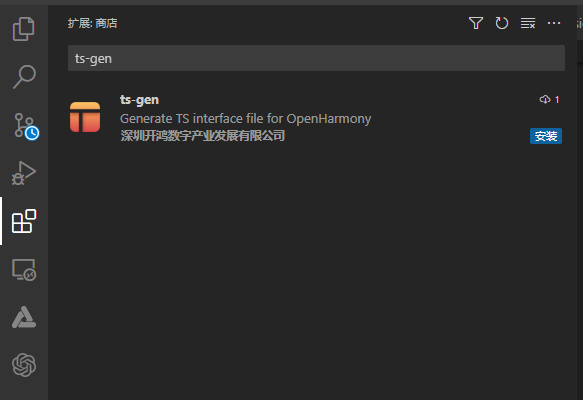 扩展: 商店
ts-gen
ts-gen
1
Generate TS interface file for OpenHarmony
深圳开鸿数字产业发展有限公司
安装